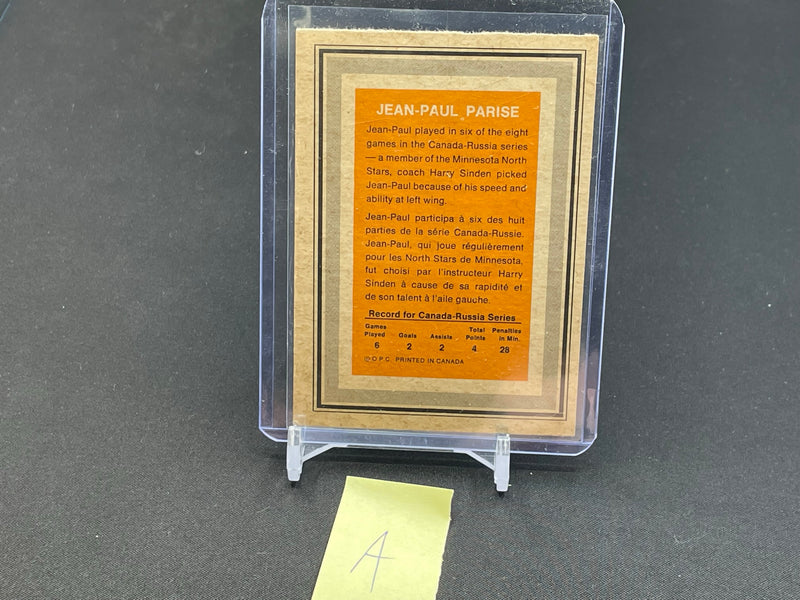 JEAN-PAUL PARISE
Jean-Paul played in six of the eight
games in the Canada-Russia series
— a member of the Minnesota North
Stars, coach Harry Sinden picked
Jean-Paul because of his speed and
ability at left wing.
Jean-Paul participa à six des huit
parties de la série Canada-Russie.
Jean-Paul, qui joue régulièrement
pour les North Stars de Minnesota,
fut choisi par l'instructeur Harry
Sinden à cause de sa rapidité et
de son talent à l'aile gauche.
Record for Canada-Russia Series
Games Played Goals Assists Total Points Penalties in Min.
6 2 2 4 28
© O.P.C. PRINTED IN CANADA
A